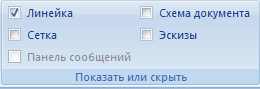 Линейка
Схема документа
Сетка
Эскизы
Панель сообщений
Показать или скрыть